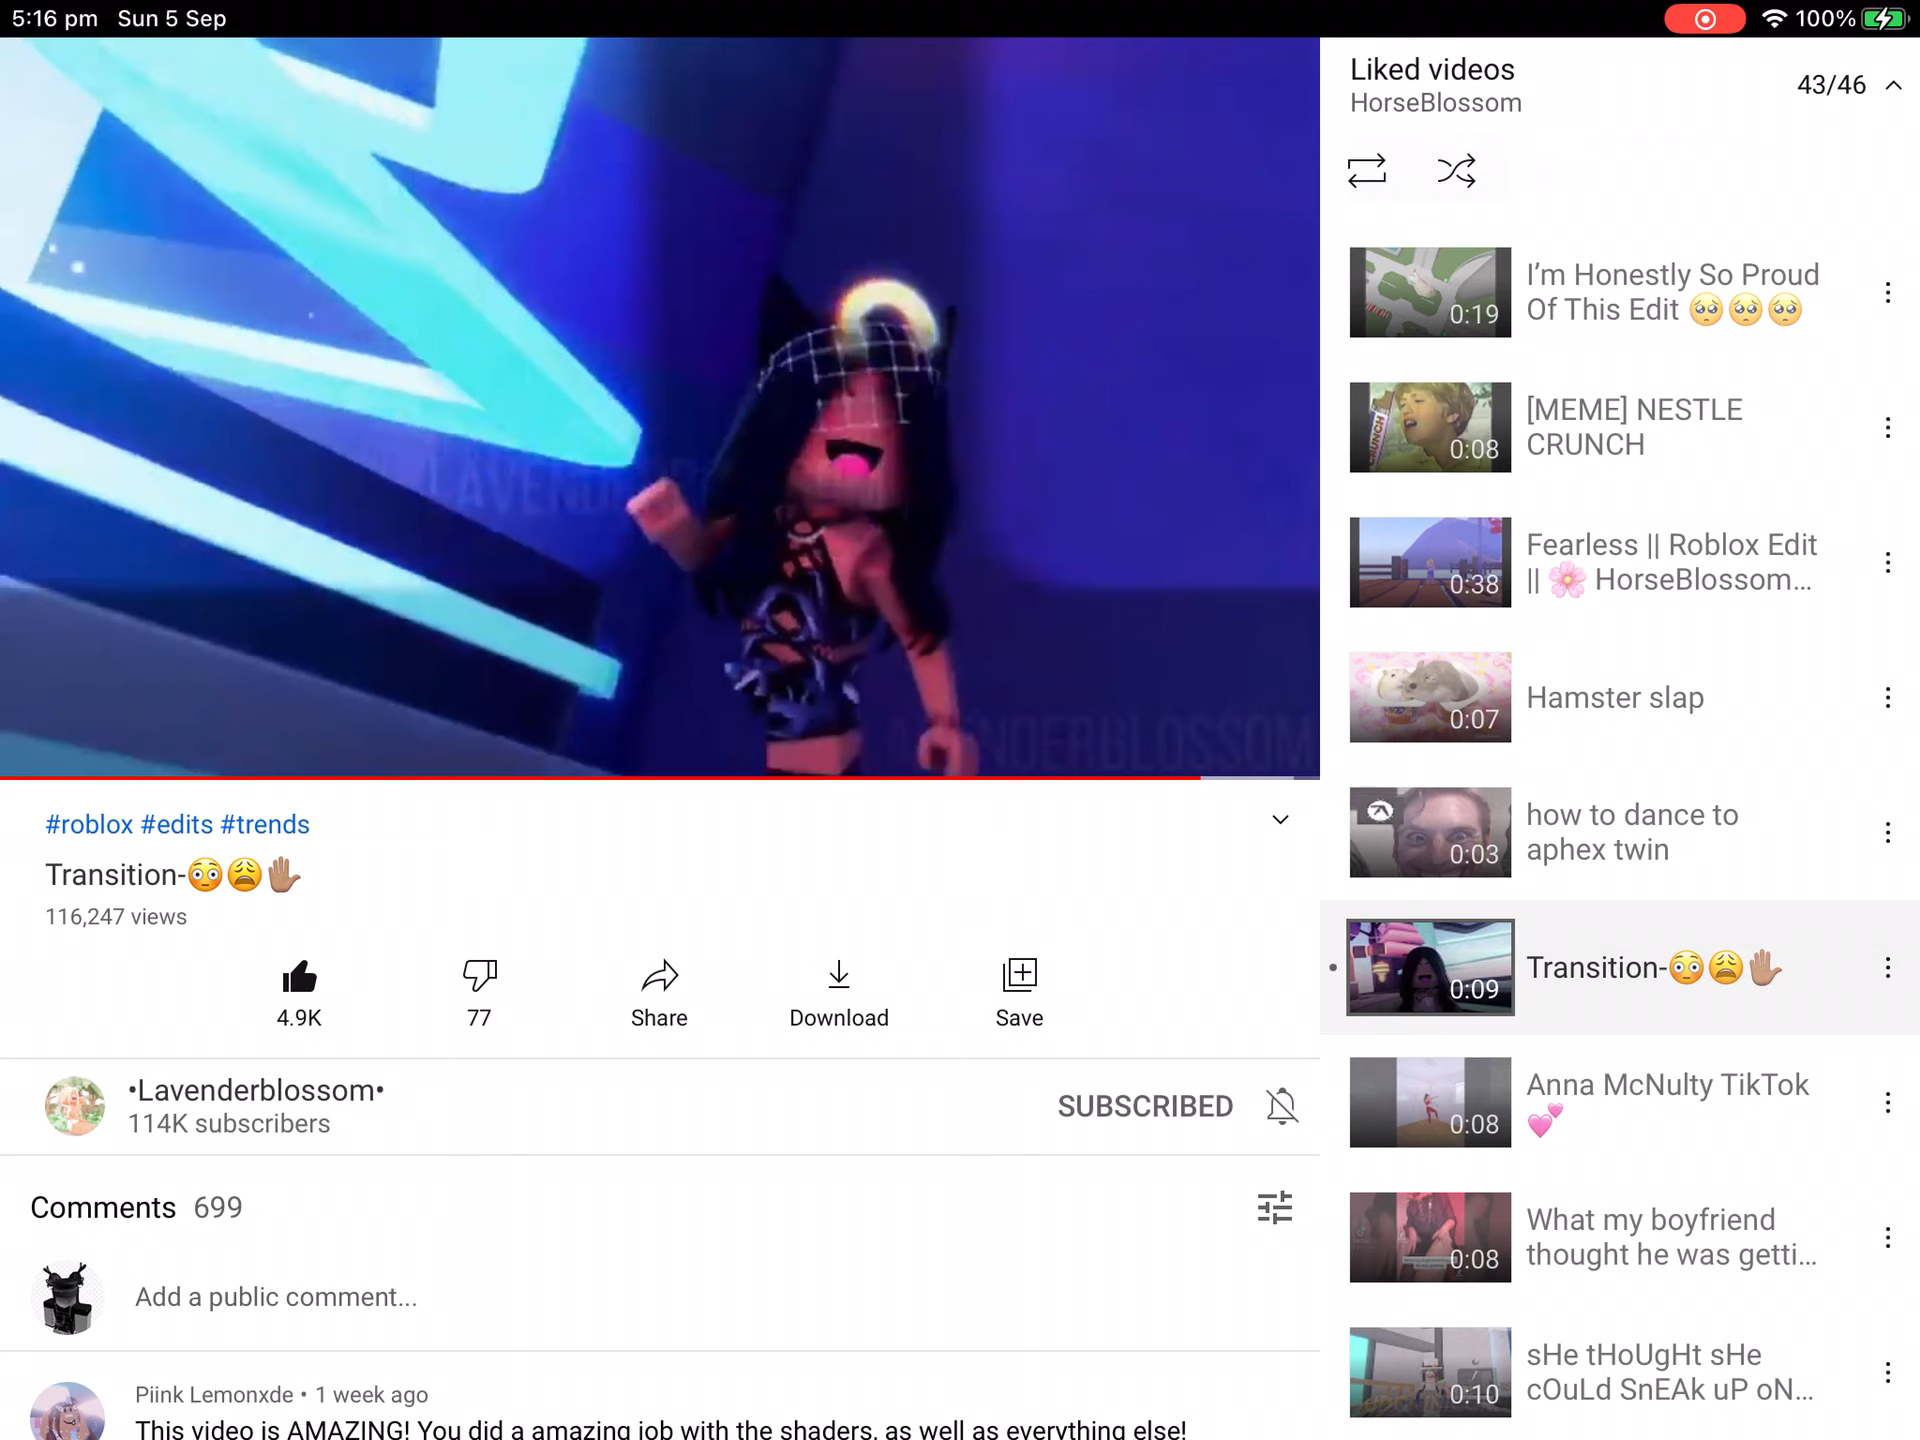 5:16 pm Sun 5 Sep
100%
LAVENDE
ENDERBLOSSOM
#roblox #edits #trends
Transition-😳😩✋🏽
116,247 views
4.9K
77
Share
Download
Save
•Lavenderblossom•
114K subscribers
SUBSCRIBED
Comments 699
Add a public comment...
Piink Lemonxde • 1 week ago
This video is AMAZING! You did a amazing job with the shaders, as well as everything else!
Liked videos
HorseBlossom
43/46
I’m Honestly So Proud
Of This Edit 🥺🥺🥺
0:19
[MEME] NESTLE
CRUNCH
CRUNCH
0:08
Fearless || Roblox Edit
|| 🌸 HorseBlossom...
0:38
Hamster slap
0:07
how to dance to
aphex twin
0:03
Transition-😳😩✋🏽
0:09
Anna McNulty TikTok
💕
0:08
What my boyfriend
thought he was getti...
0:08
sHe tHoUgHt sHe
cOuLd SnEAk uP oN...
0:10